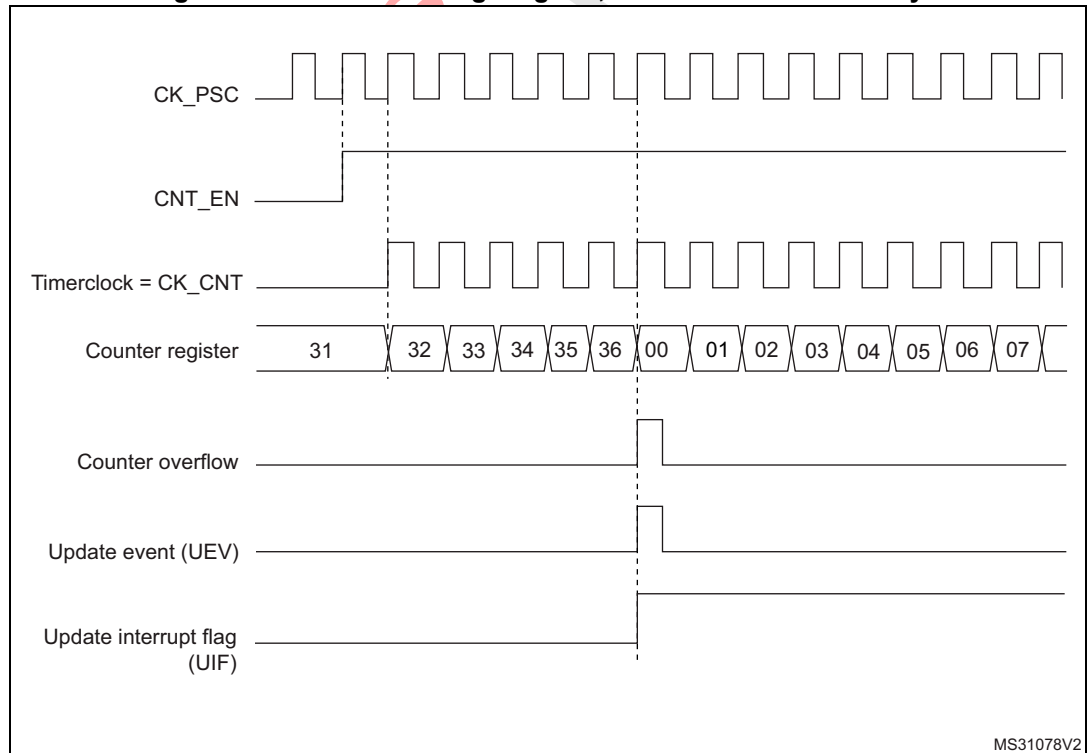 CK_PSC
CNT_EN
Timerclock = CK_CNT
Counter register 31 32 33 34 35 36 00 01 02 03 04 05 06 07
Counter overflow
Update event (UEV)
Update interrupt flag
(UIF)
MS31078V2